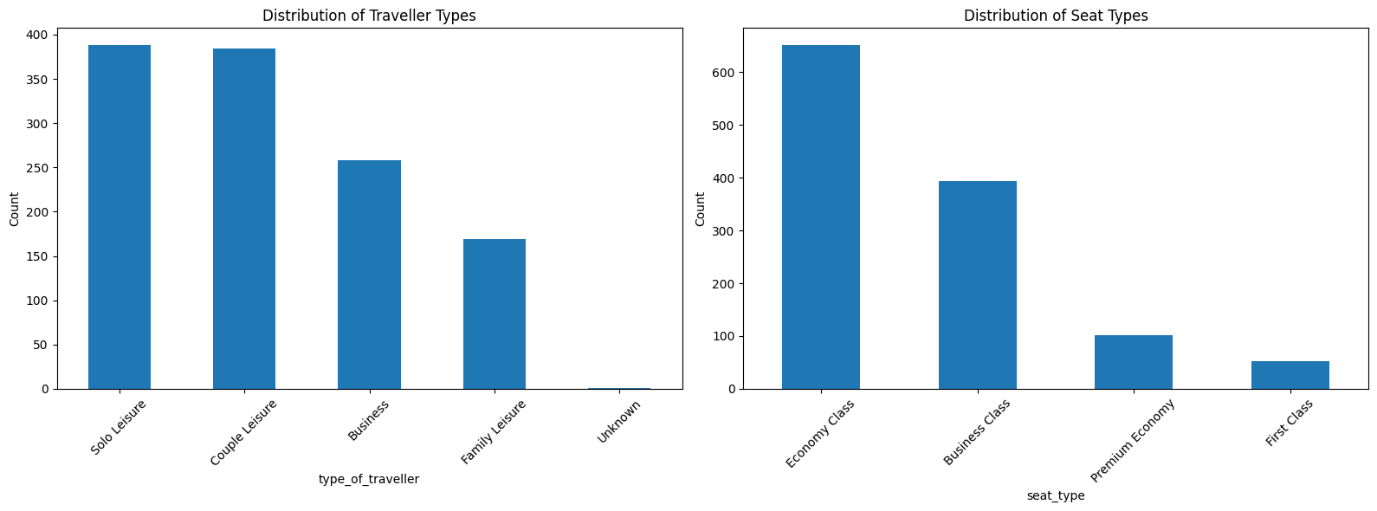 Distribution of Traveller Types
400
350
300
250
200
150
100
50
0
Count
Solo Leisure
Couple Leisure
Business
Family Leisure
Unknown
type_of_traveller
Distribution of Seat Types
600
500
400
300
200
100
0
Count
Economy Class
Business Class
Premium Economy
First Class
seat_type